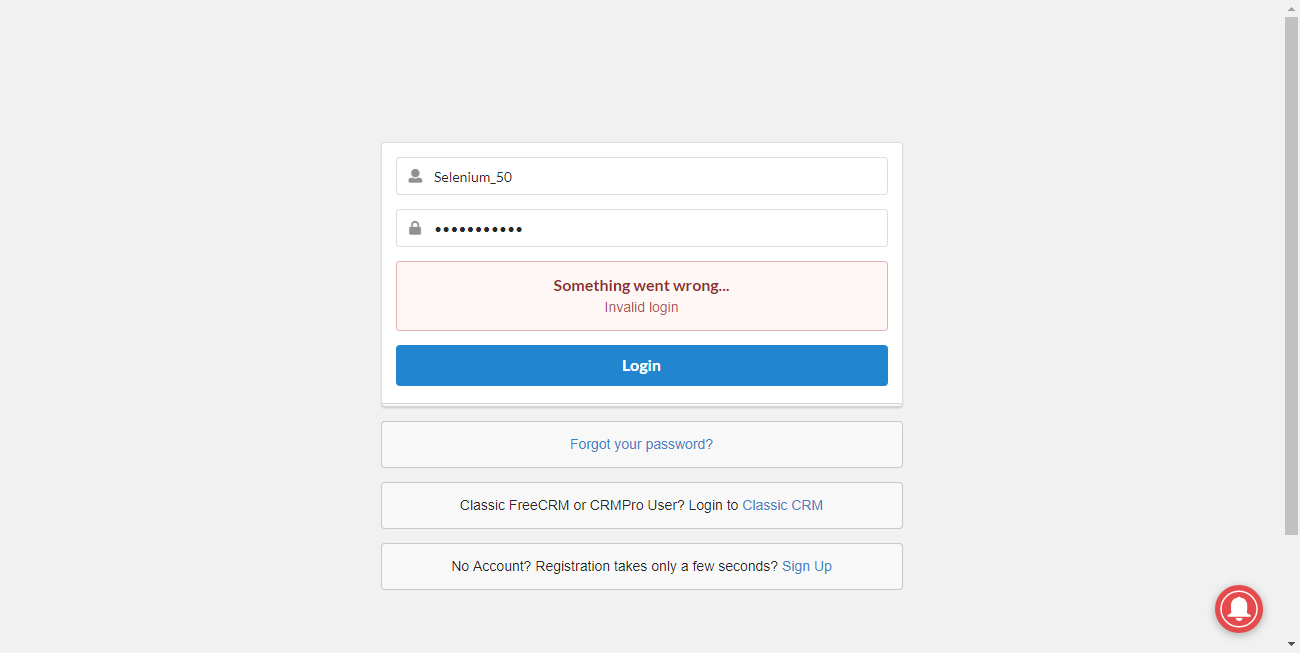 Selenium_50
•••••••••••
Something went wrong...
Invalid login
Login
Forgot your password?
Classic FreeCRM or CRMPro User? Login to Classic CRM
No Account? Registration takes only a few seconds? Sign Up